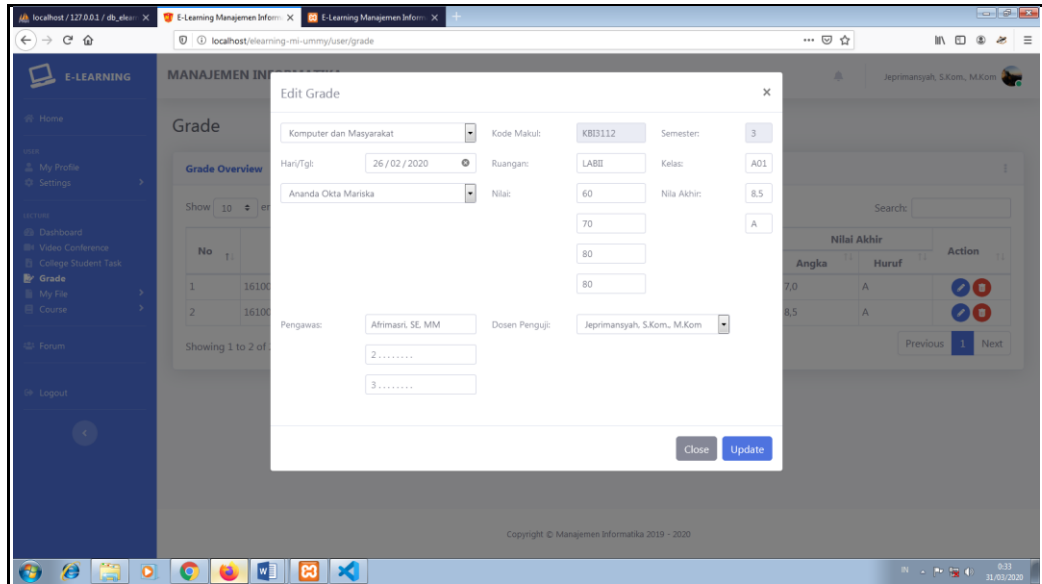 localhost / 127.0.0.1 / db_elear
E-Learning Manajemen Inform
E-Learning Manajemen Inform
localhost/elearning-mi-ummy/user/grade
E-LEARNING
MANAJEMEN
Jeprimansyah, S.Kom., M.Kom
Home
Grade
USER
My Profile
Settings
Grade Overview
LECTURE
Dashboard
Video Conference
College Student Task
Grade
My File
Course
Forum
Logout
Show 10
Search:
No
Nilai Akhir
Action
Angka
Huruf
1 16100 7,0 A
2 16100 8,5 A
Showing 1 to 2 of
Previous 1 Next
Edit Grade
Komputer dan Masyarakat Kode Makul: KBI3112 Semester: 3
Hari/Tgl: 26 / 02 / 2020 Ruangan: LABII Kelas: A01
Ananda Okta Mariska Nilai: 60 Nila Akhir: 8.5
70 A
80
80
Pengawas: Afrimasri, SE, MM Dosen Penguji: Jeprimansyah, S.Kom., M.Kom
2 . . . . . . . .
3 . . . . . . . .
Close Update
Copyright © Manajemen Informatika 2019 - 2020
IN
0:33
31/03/2020